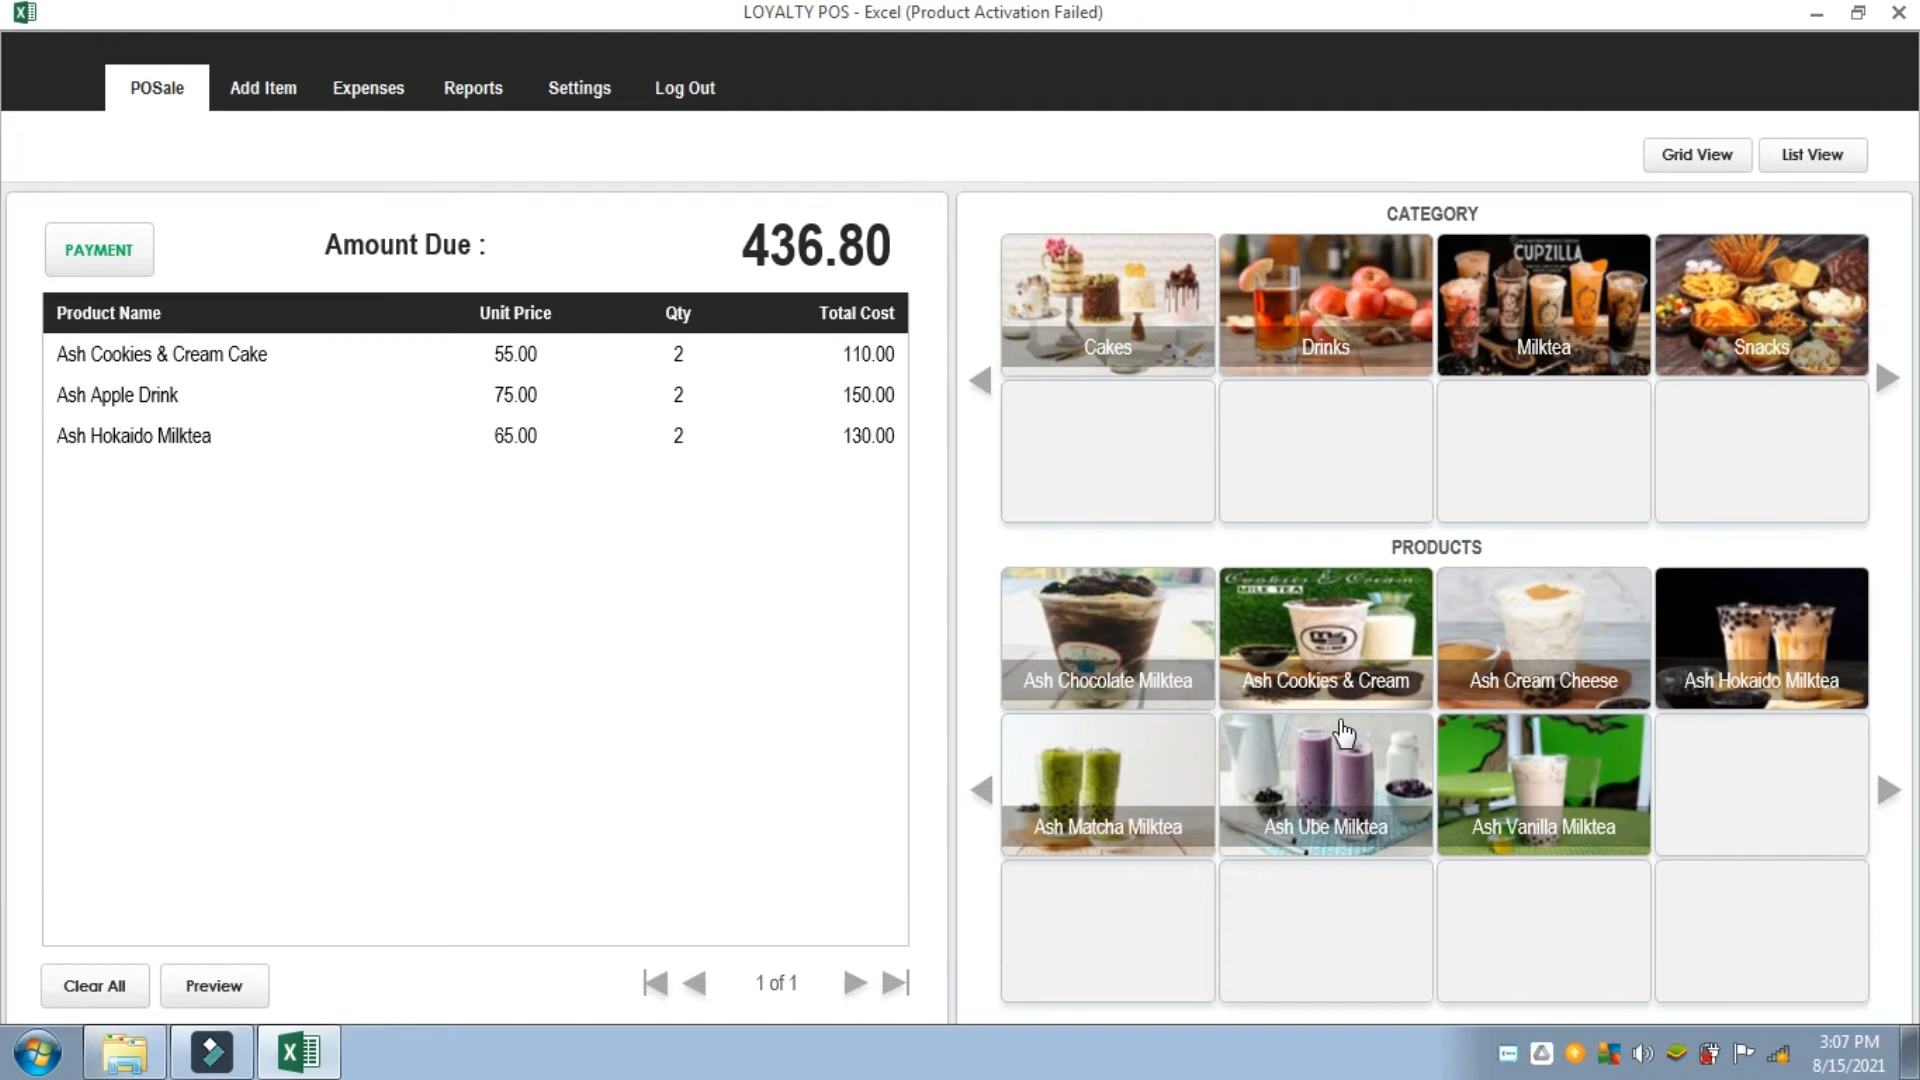 LOYALTY POS - Excel (Product Activation Failed)
POSale Add Item Expenses Reports Settings Log Out
Grid View List View
PAYMENT Amount Due : 436.80
Product Name Unit Price Qty Total Cost
Ash Cookies & Cream Cake 55.00 2 110.00
Ash Apple Drink 75.00 2 150.00
Ash Hokaido Milktea 65.00 2 130.00
Clear All Preview 1 of 1
CATEGORY
CUPZILLA
Cakes Drinks Milktea Snacks
PRODUCTS
Cookies & Cream
MILK TEA
Ash Chocolate Milktea Ash Cookies & Cream Ash Cream Cheese Ash Hokaido Milktea
Ash Matcha Milktea Ash Ube Milktea Ash Vanilla Milktea
3:07 PM
8/15/2021